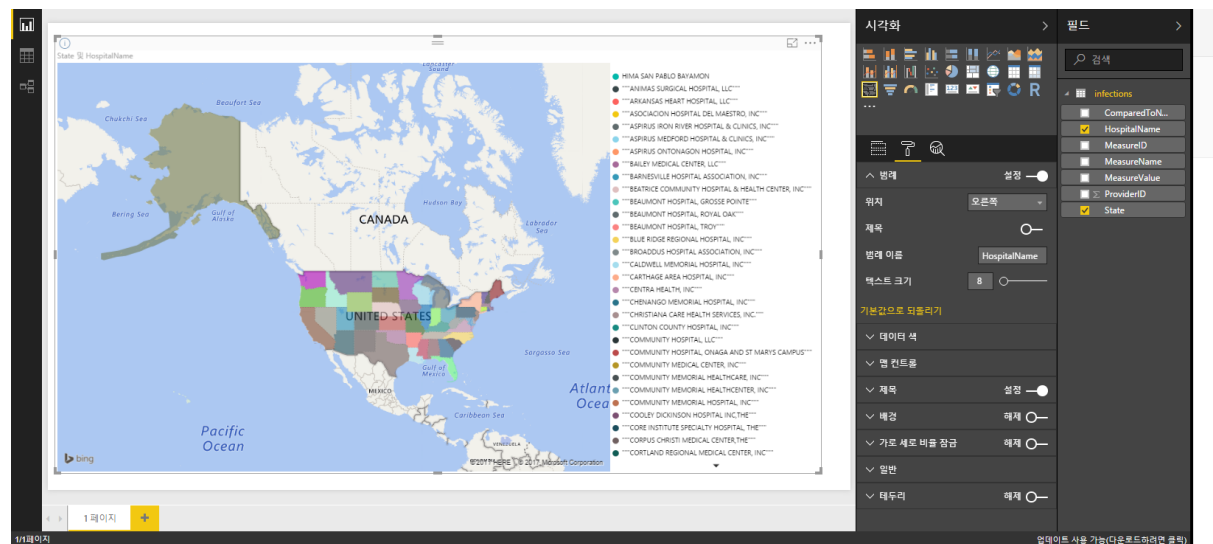 State 및 HospitalName
Lancaster Sound
Beaufort Sea
Chukchi Sea
Bering Sea
Gulf of Alaska
Hudson Bay
CANADA
Labrador Sea
UNITED STATES
Sargasso Sea
Gulf of Mexico
MEXICO
Atlant
Ocea
Caribbean Sea
Pacific Ocean
VENEZUELA
bing
© 2017 HERE © 2017 Microsoft Corporation
HIMA SAN PABLO BAYAMON
"""ANIMAS SURGICAL HOSPITAL, LLC"""
"""ARKANSAS HEART HOSPITAL, LLC"""
"""ASOCIACION HOSPITAL DEL MAESTRO, INC"""
"""ASPIRUS IRON RIVER HOSPITAL & CLINICS, INC"""
"""ASPIRUS MEDFORD HOSPITAL & CLINICS, INC"""
"""ASPIRUS ONTONAGON HOSPITAL, INC"""
"""BAILEY MEDICAL CENTER, LLC"""
"""BARNESVILLE HOSPITAL ASSOCIATION, INC"""
"""BEATRICE COMMUNITY HOSPITAL & HEALTH CENTER, INC"""
"""BEAUMONT HOSPITAL, GROSSE POINTE"""
"""BEAUMONT HOSPITAL, ROYAL OAK"""
"""BEAUMONT HOSPITAL, TROY"""
"""BLUE RIDGE REGIONAL HOSPITAL, INC"""
"""BROADDUS HOSPITAL ASSOCIATION, INC"""
"""CALDWELL MEMORIAL HOSPITAL, INC"""
"""CARTHAGE AREA HOSPITAL, INC"""
"""CENTRA HEALTH, INC"""
"""CHENANGO MEMORIAL HOSPITAL, INC"""
"""CHRISTIANA CARE HEALTH SERVICES, INC."""
"""CLINTON COUNTY HOSPITAL, INC"""
"""COMMUNITY HOSPITAL, LLC"""
"""COMMUNITY HOSPITAL, ONAGA AND ST MARYS CAMPUS"""
"""COMMUNITY MEDICAL CENTER, INC"""
"""COMMUNITY MEMORIAL HEALTHCARE, INC"""
"""COMMUNITY MEMORIAL HEALTHCENTER, INC"""
"""COMMUNITY MEMORIAL HOSPITAL, INC"""
"""COOLEY DICKINSON HOSPITAL INC,THE"""
"""CORE INSTITUTE SPECIALTY HOSPITAL, THE"""
"""CORPUS CHRISTI MEDICAL CENTER,THE"""
"""CORTLAND REGIONAL MEDICAL CENTER, INC"""
시각화
R
123
범례 설정
위치 오른쪽
제목
범례 이름 HospitalName
텍스트 크기 8
기본값으로 되돌리기
데이터 색
맵 컨트롤
제목 설정
배경 해제
가로 세로 비율 잠금 해제
일반
테두리 해제
필드
검색
infections
ComparedToN...
HospitalName
MeasureID
MeasureName
MeasureValue
Σ ProviderID
State
1 페이지
1/1페이지
업데이트 사용 가능(다운로드하려면 클릭)